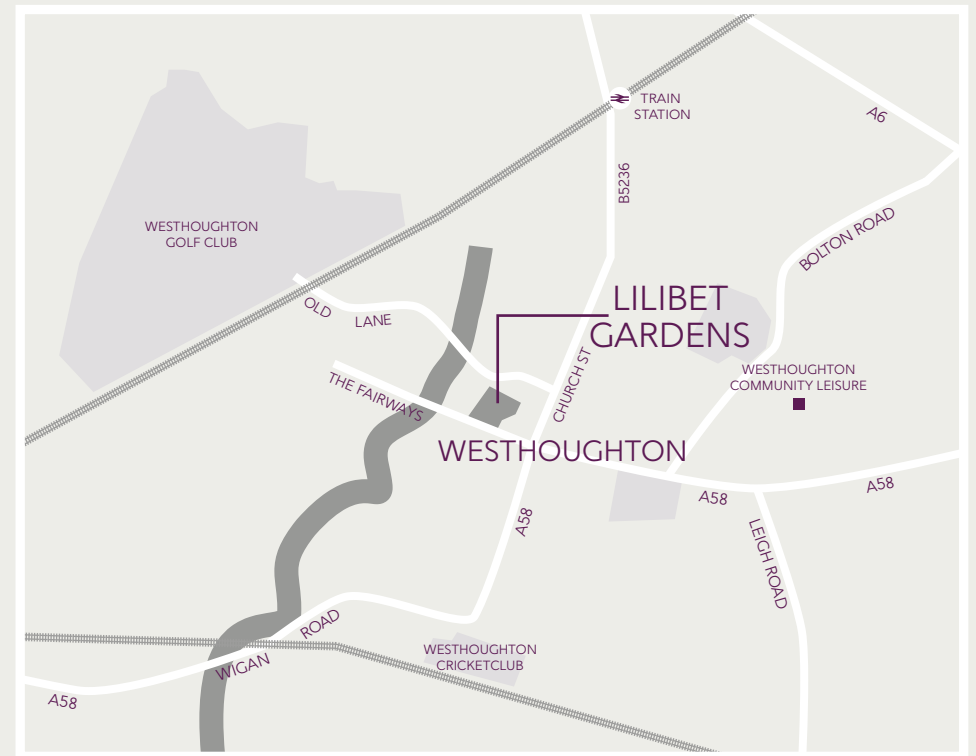 TRAIN
STATION
A6
B5236
BOLTON ROAD
WESTHOUGHTON
GOLF CLUB
LILIBET
GARDENS
OLD LANE
CHURCH ST
WESTHOUGHTON
COMMUNITY LEISURE
THE FAIRWAYS
WESTHOUGHTON
A58
A58
A58
LEIGH ROAD
WIGAN ROAD
WESTHOUGHTON
CRICKETCLUB
A58